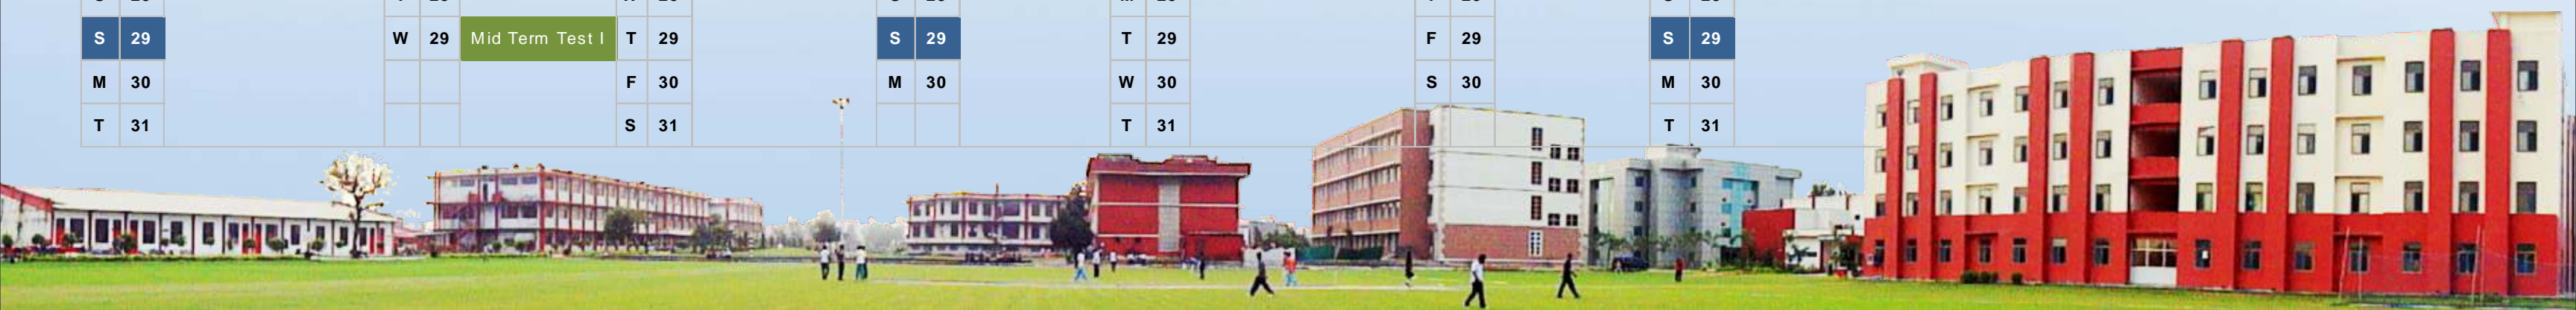 S 29 W 29 Mid Term Test I T 29 S 29 T 29 F 29 S 29
M 30 F 30 M 30 W 30 S 30 M 30
T 31 S 31 T 31 T 31